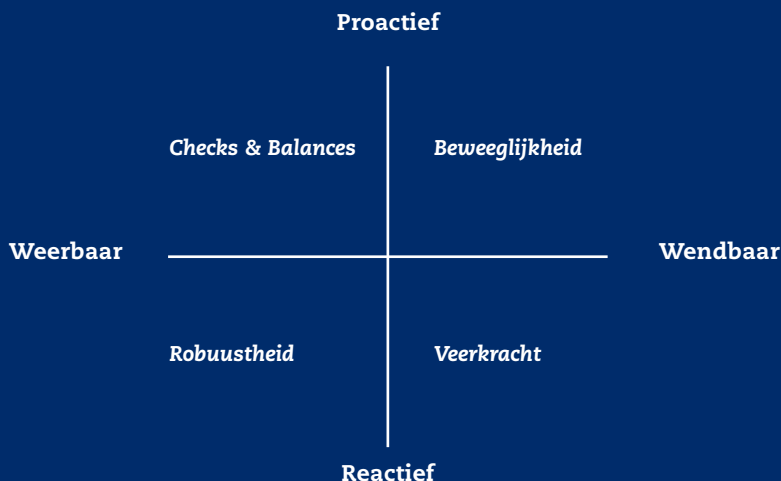 Proactief
Checks & Balances
Beweeglijkheid
Weerbaar
Wendbaar
Robuustheid
Veerkracht
Reactief